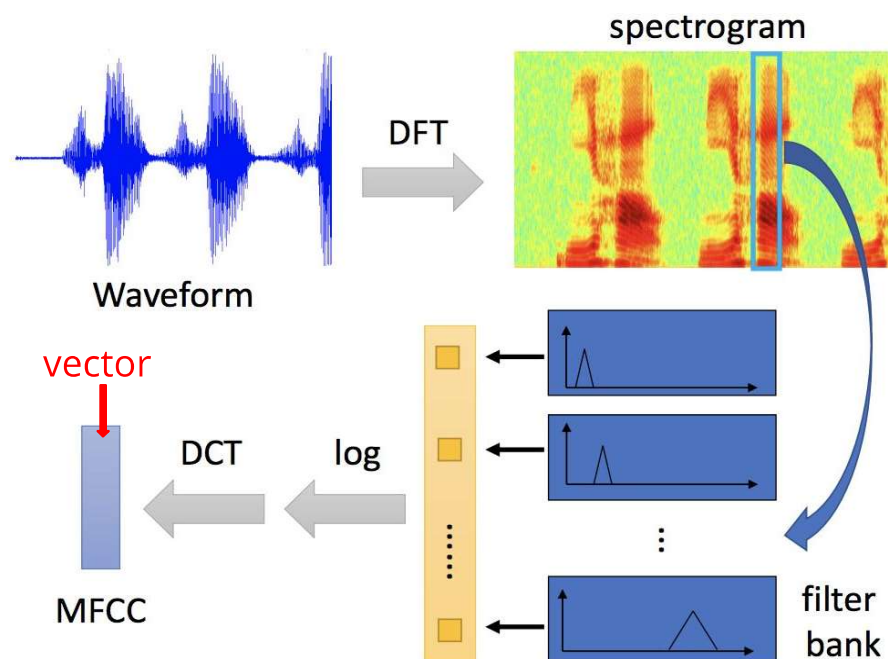 spectrogram
DFT
Waveform
vector
DCT
log
MFCC
filter
bank